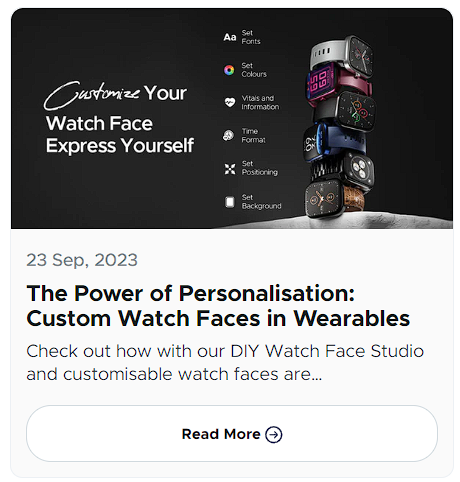 Customize Your
Watch Face
Express Yourself
Aa Set
Fonts
Set
Colours
Vitals and
Information
Time
Format
Set
Positioning
Set
Background
23 Sep, 2023
The Power of Personalisation:
Custom Watch Faces in Wearables
Check out how with our DIY Watch Face Studio
and customisable watch faces are...
Read More